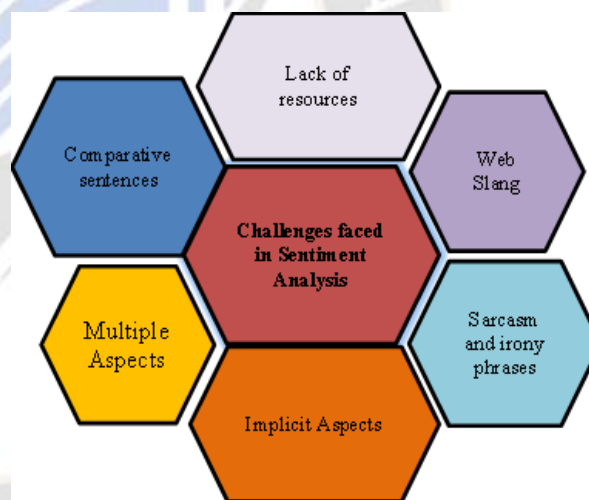 Lack of
resources
Comparative
sentences
Web
Slang
Challenges faced
in Sentiment
Analysis
Multiple
Aspects
Sarcasm
and irony
phrases
Implicit Aspects